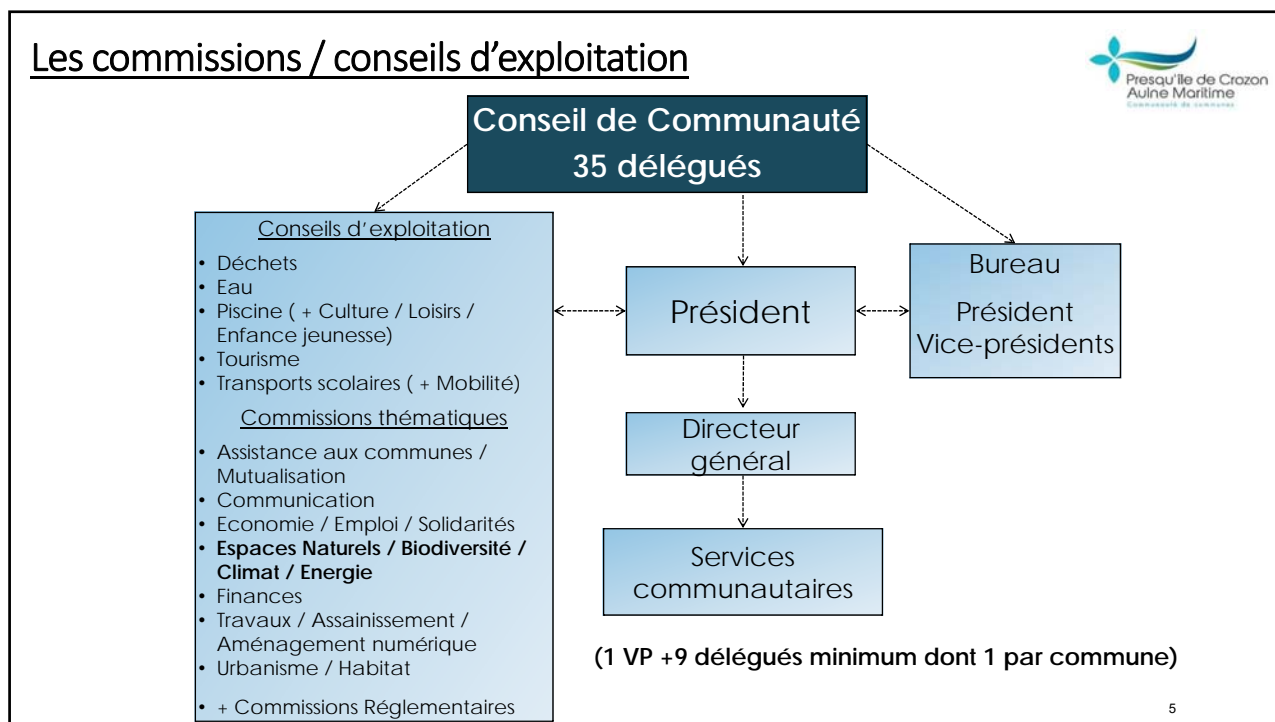 Les commissions / conseils d’exploitation
Presqu'île de Crozon
Aulne Maritime
Communauté de communes
Conseil de Communauté
35 délégués
Conseils d’exploitation
• Déchets
• Eau
• Piscine ( + Culture / Loisirs /
Enfance jeunesse)
• Tourisme
• Transports scolaires ( + Mobilité)
Commissions thématiques
• Assistance aux communes /
Mutualisation
• Communication
• Economie / Emploi / Solidarités
• Espaces Naturels / Biodiversité /
Climat / Energie
• Finances
• Travaux / Assainissement /
Aménagement numérique
• Urbanisme / Habitat
• + Commissions Réglementaires
Président
Bureau
Président
Vice-présidents
Directeur
général
Services
communautaires
(1 VP +9 délégués minimum dont 1 par commune)
5